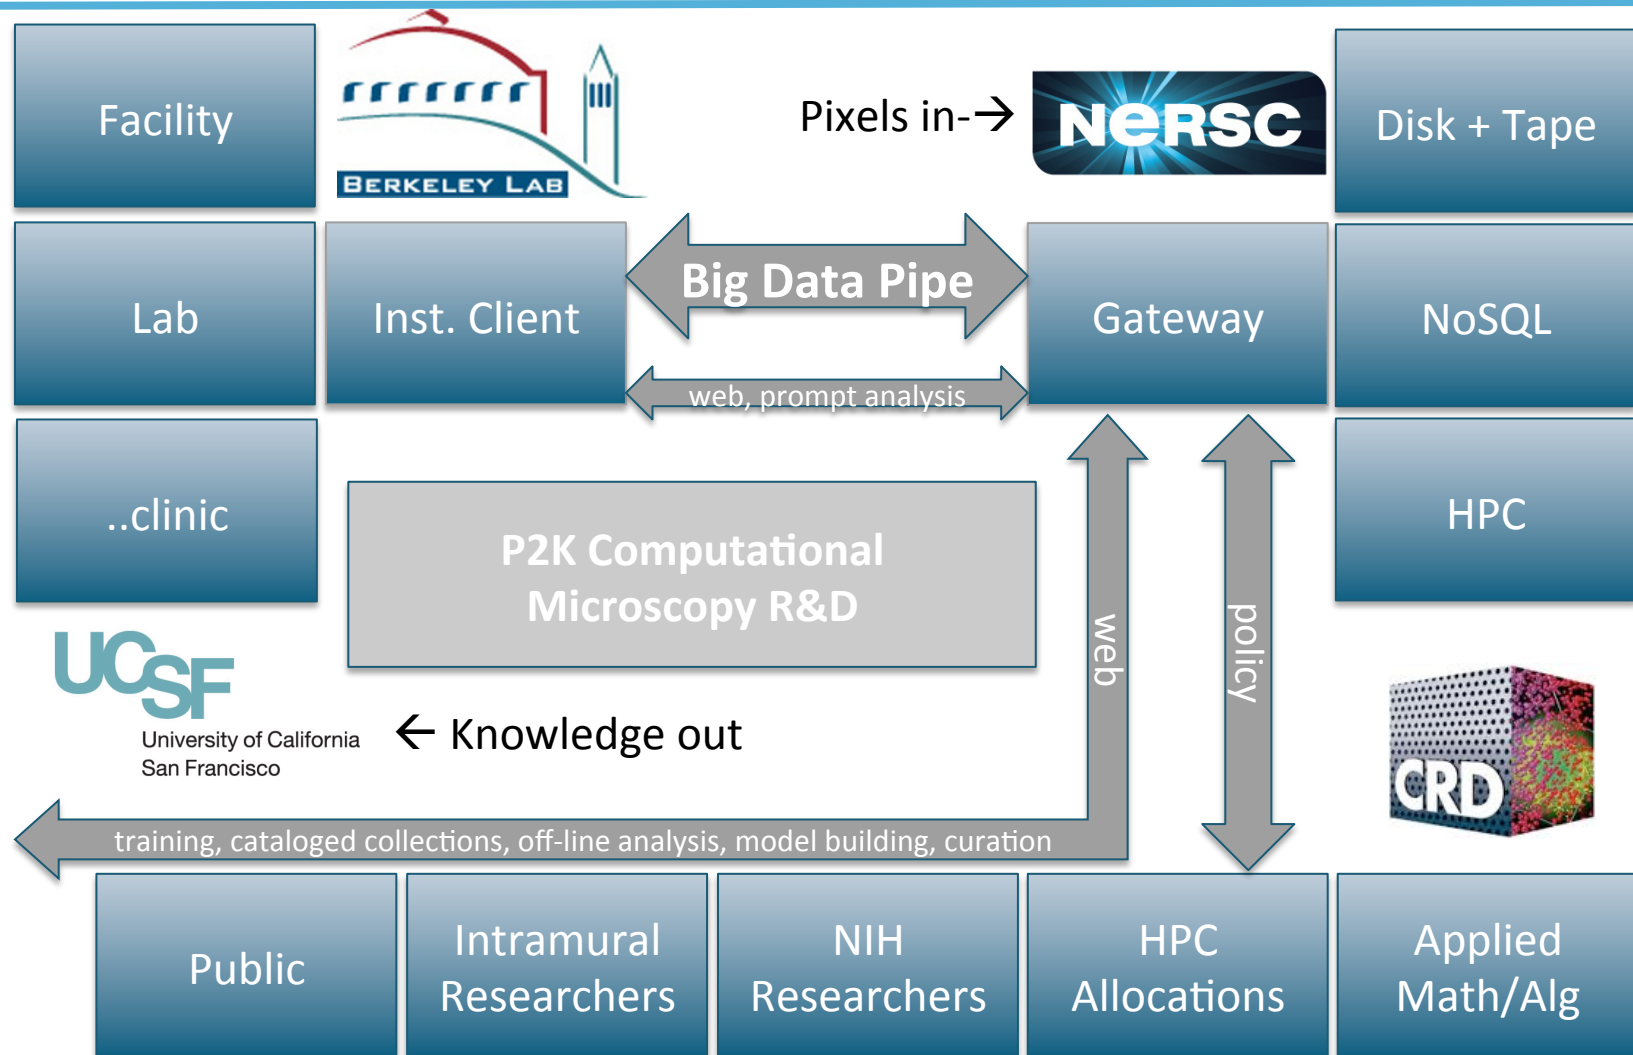 Facility
BERKELEY LAB
Pixels in-→
NERSC
Disk + Tape
Lab
Inst. Client
Big Data Pipe
Gateway
NoSQL
web, prompt analysis
..clinic
P2K Computational
Microscopy R&D
HPC
web
policy
UCSF
University of California
San Francisco
← Knowledge out
CRD
training, cataloged collections, off-line analysis, model building, curation
Public
Intramural
Researchers
NIH
Researchers
HPC
Allocations
Applied
Math/Alg